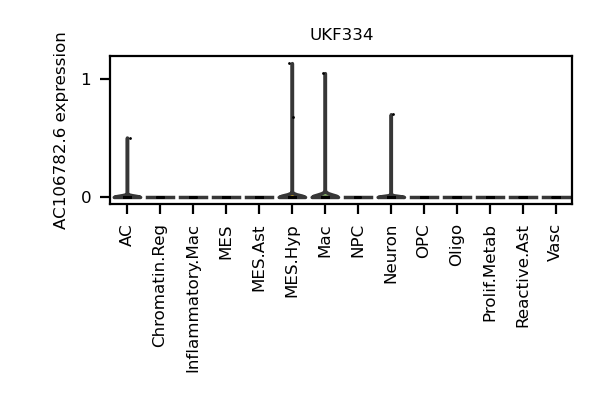 UKF334
AC106782.6 expression
1
0
AC
Chromatin.Reg
Inflammatory.Mac
MES
MES.Ast
MES.Hyp
Mac
NPC
Neuron
OPC
Oligo
Prolif.Metab
Reactive.Ast
Vasc